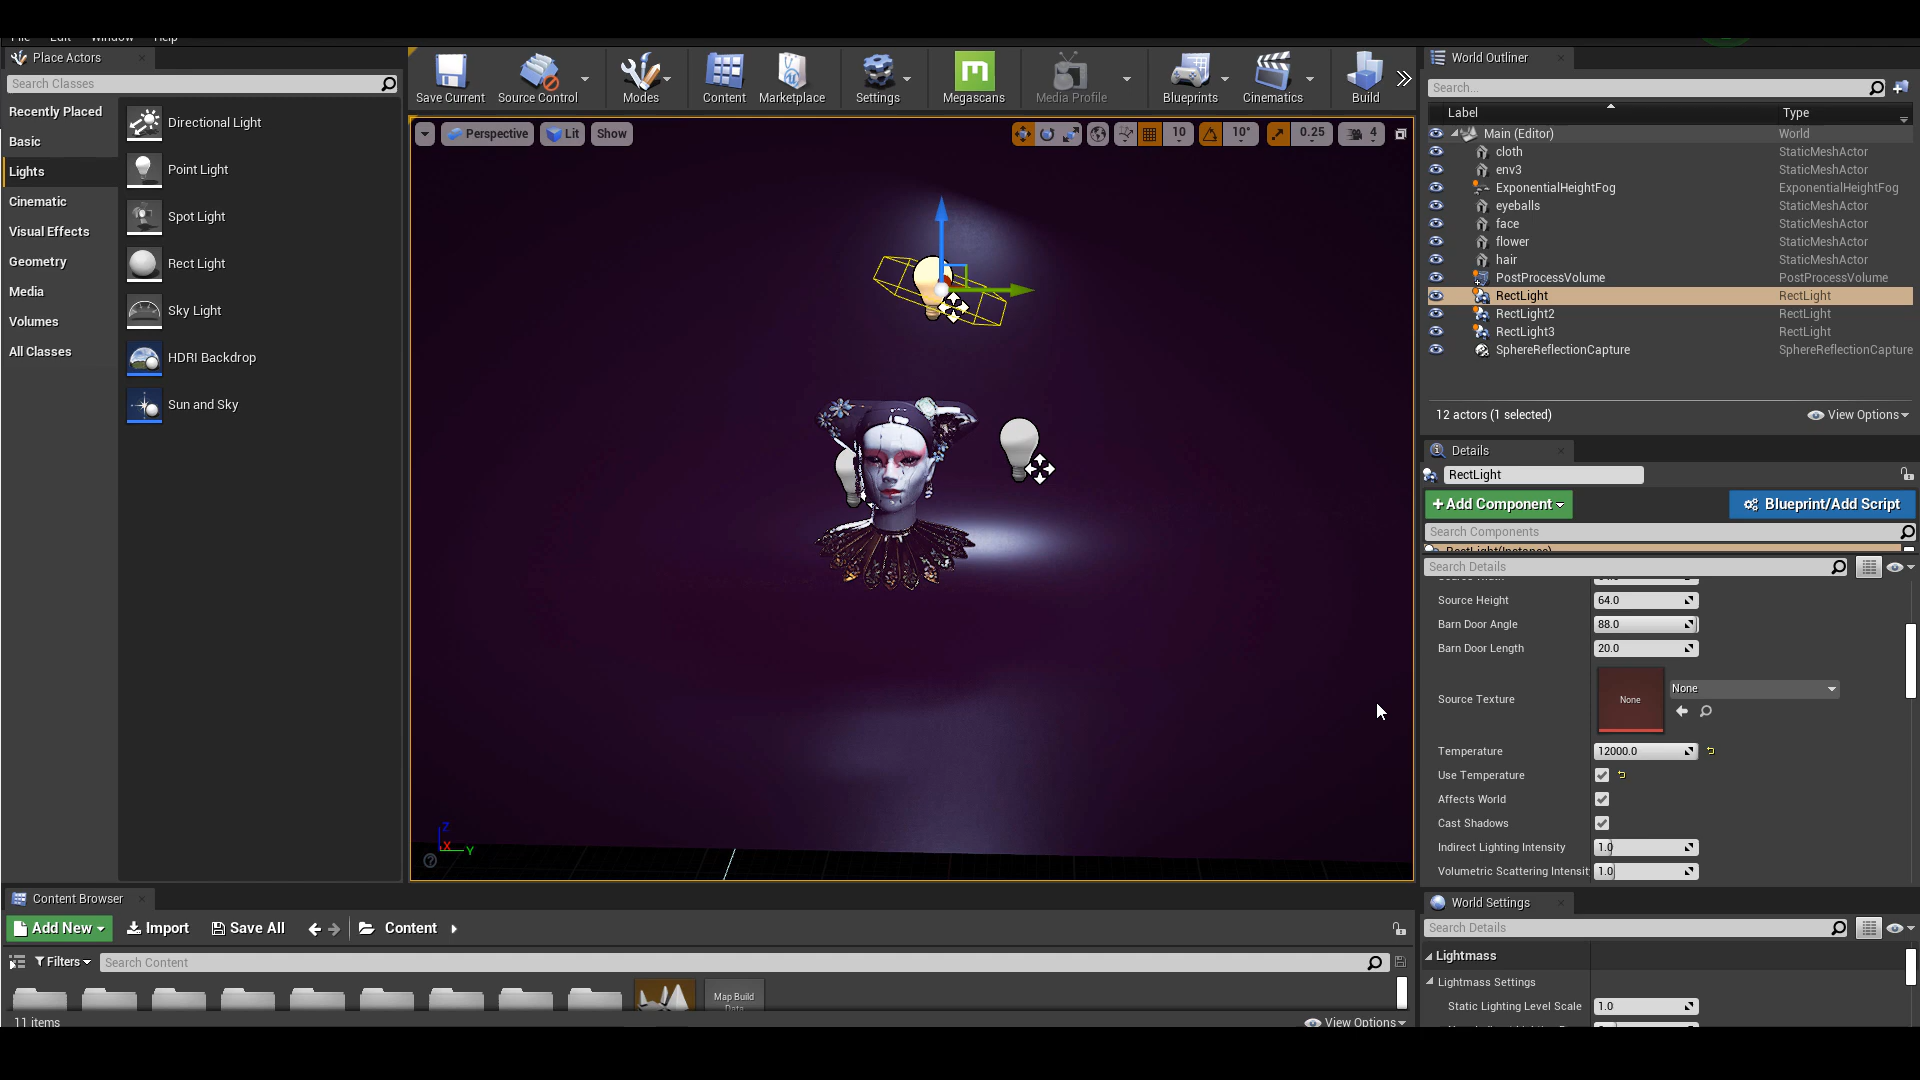 File Edit Window Help
Place Actors
Search Classes
Recently Placed
Basic
Lights
Cinematic
Visual Effects
Geometry
Media
Volumes
All Classes
Directional Light
Point Light
Spot Light
Rect Light
Sky Light
HDRI Backdrop
Sun and Sky
Save Current
Source Control
Modes
Content
Marketplace
Settings
Megascans
Media Profile
Blueprints
Cinematics
Build
Perspective
Lit
Show
10
10°
0.25
4
Z
X
Y
World Outliner
Search...
Label Type
Main (Editor) World
cloth StaticMeshActor
env3 StaticMeshActor
ExponentialHeightFog ExponentialHeightFog
eyeballs StaticMeshActor
face StaticMeshActor
flower StaticMeshActor
hair StaticMeshActor
PostProcessVolume PostProcessVolume
RectLight RectLight
RectLight2 RectLight
RectLight3 RectLight
SphereReflectionCapture SphereReflectionCapture
12 actors (1 selected)
View Options
Details
RectLight
+Add Component
Blueprint/Add Script
Search Components
RectLight(Instance)
Search Details
Source Height 64.0
Barn Door Angle 88.0
Barn Door Length 20.0
Source Texture None None
Temperature 12000.0
Use Temperature
Affects World
Cast Shadows
Indirect Lighting Intensity 1.0
Volumetric Scattering Intensit 1.0
World Settings
Search Details
Lightmass
Lightmass Settings
Static Lighting Level Scale 1.0
Content Browser
Add New
Import
Save All
Content
Filters
Search Content
Map Build
Data
11 items
View Options